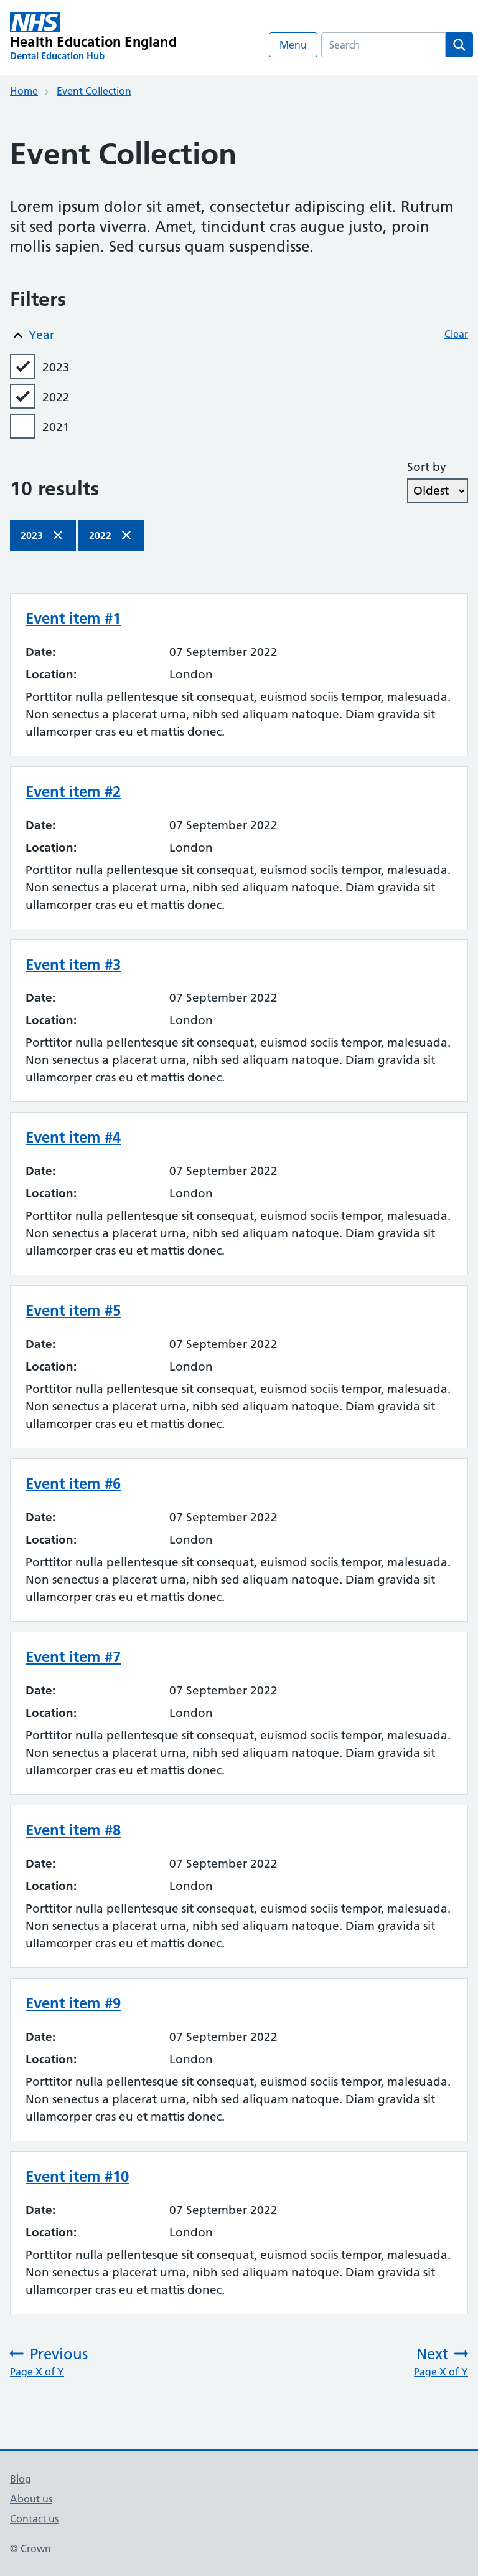 NHS
Health Education England
Dental Education Hub
Menu
Search
Home > Event Collection
Event Collection
Lorem ipsum dolor sit amet, consectetur adipiscing elit. Rutrum
sit sed porta viverra. Amet, tincidunt cras augue justo, proin
mollis sapien. Sed cursus quam suspendisse.
Filters
Year
Clear
2023
2022
2021
Sort by
10 results
Oldest
2023
2022
Event item #1
Date: 07 September 2022
Location: London
Porttitor nulla pellentesque sit consequat, euismod sociis tempor, malesuada.
Non senectus a placerat urna, nibh sed aliquam natoque. Diam gravida sit
ullamcorper cras eu et mattis donec.
Event item #2
Date: 07 September 2022
Location: London
Porttitor nulla pellentesque sit consequat, euismod sociis tempor, malesuada.
Non senectus a placerat urna, nibh sed aliquam natoque. Diam gravida sit
ullamcorper cras eu et mattis donec.
Event item #3
Date: 07 September 2022
Location: London
Porttitor nulla pellentesque sit consequat, euismod sociis tempor, malesuada.
Non senectus a placerat urna, nibh sed aliquam natoque. Diam gravida sit
ullamcorper cras eu et mattis donec.
Event item #4
Date: 07 September 2022
Location: London
Porttitor nulla pellentesque sit consequat, euismod sociis tempor, malesuada.
Non senectus a placerat urna, nibh sed aliquam natoque. Diam gravida sit
ullamcorper cras eu et mattis donec.
Event item #5
Date: 07 September 2022
Location: London
Porttitor nulla pellentesque sit consequat, euismod sociis tempor, malesuada.
Non senectus a placerat urna, nibh sed aliquam natoque. Diam gravida sit
ullamcorper cras eu et mattis donec.
Event item #6
Date: 07 September 2022
Location: London
Porttitor nulla pellentesque sit consequat, euismod sociis tempor, malesuada.
Non senectus a placerat urna, nibh sed aliquam natoque. Diam gravida sit
ullamcorper cras eu et mattis donec.
Event item #7
Date: 07 September 2022
Location: London
Porttitor nulla pellentesque sit consequat, euismod sociis tempor, malesuada.
Non senectus a placerat urna, nibh sed aliquam natoque. Diam gravida sit
ullamcorper cras eu et mattis donec.
Event item #8
Date: 07 September 2022
Location: London
Porttitor nulla pellentesque sit consequat, euismod sociis tempor, malesuada.
Non senectus a placerat urna, nibh sed aliquam natoque. Diam gravida sit
ullamcorper cras eu et mattis donec.
Event item #9
Date: 07 September 2022
Location: London
Porttitor nulla pellentesque sit consequat, euismod sociis tempor, malesuada.
Non senectus a placerat urna, nibh sed aliquam natoque. Diam gravida sit
ullamcorper cras eu et mattis donec.
Event item #10
Date: 07 September 2022
Location: London
Porttitor nulla pellentesque sit consequat, euismod sociis tempor, malesuada.
Non senectus a placerat urna, nibh sed aliquam natoque. Diam gravida sit
ullamcorper cras eu et mattis donec.
Previous
Page X of Y
Next
Page X of Y
Blog
About us
Contact us
© Crown